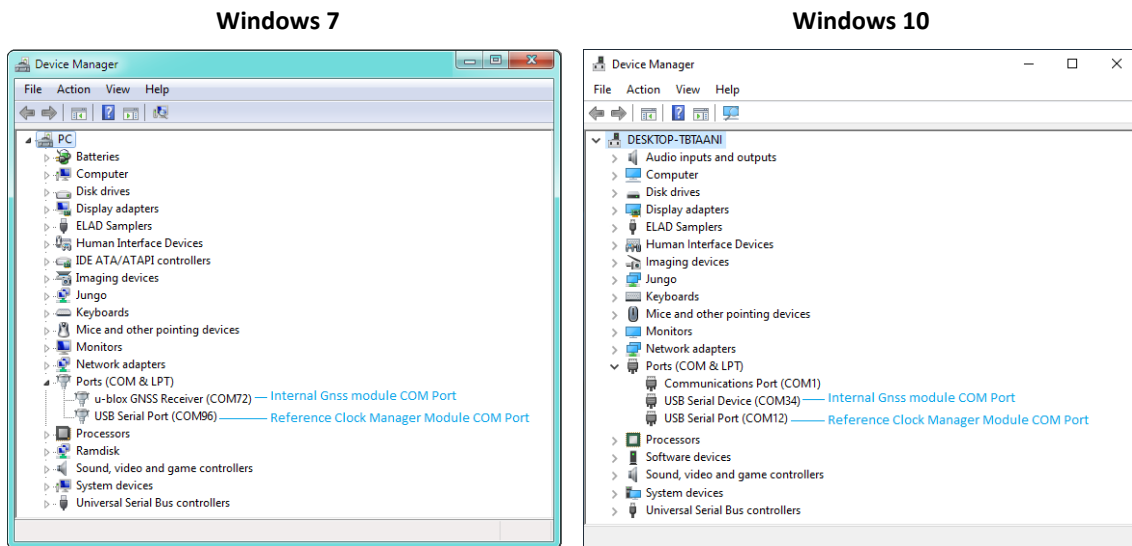 Windows 7
Device Manager
File Action View Help
PC
Batteries
Computer
Disk drives
Display adapters
ELAD Samplers
Human Interface Devices
IDE ATA/ATAPI controllers
Imaging devices
Jungo
Keyboards
Mice and other pointing devices
Monitors
Network adapters
Ports (COM & LPT)
u-blox GNSS Receiver (COM72) Internal Gnss module COM Port
USB Serial Port (COM96) Reference Clock Manager Module COM Port
Processors
Ramdisk
Sound, video and game controllers
System devices
Universal Serial Bus controllers
Windows 10
Device Manager
File Action View Help
DESKTOP-TBTAANI
Audio inputs and outputs
Computer
Disk drives
Display adapters
ELAD Samplers
Human Interface Devices
Imaging devices
Jungo
Keyboards
Mice and other pointing devices
Monitors
Network adapters
Ports (COM & LPT)
Communications Port (COM1)
USB Serial Device (COM34) Internal Gnss module COM Port
USB Serial Port (COM12) Reference Clock Manager Module COM Port
Processors
Software devices
Sound, video and game controllers
System devices
Universal Serial Bus controllers